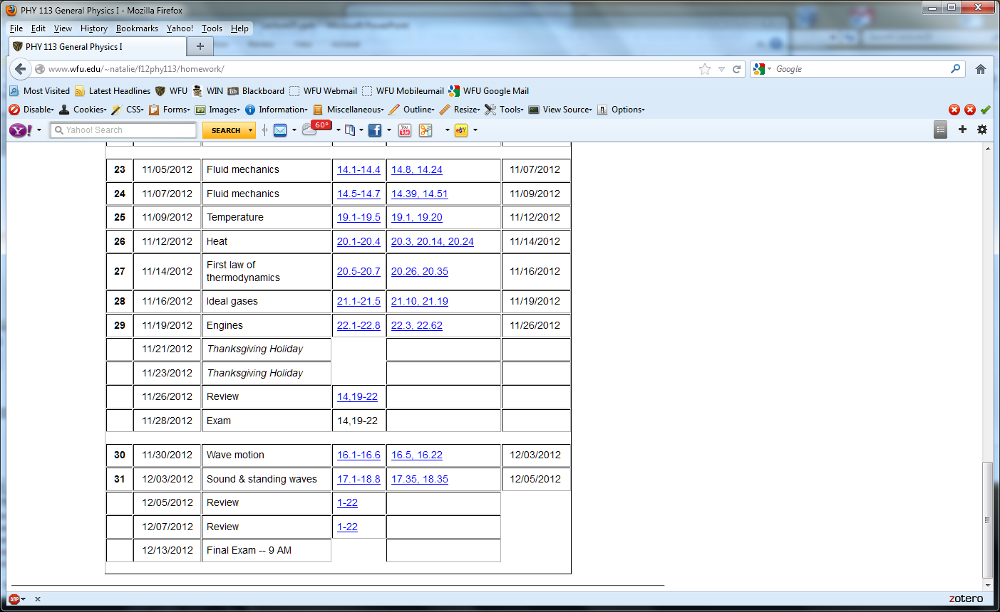 PHY 113 General Physics I - Mozilla Firefox
File Edit View History Bookmarks Yahoo! Tools Help
PHY 113 General Physics I
www.wfu.edu/~natalie/f12phy113/homework/
Google
Most Visited Latest Headlines WFU WIN Bb Blackboard WFU Webmail WFU Mobileumail WFU Google Mail
Disable Cookies CSS Forms Images Information Miscellaneous Outline Resize Tools View Source Options
Y! Yahoo! Search SEARCH 60° You Tube ebY
23 11/05/2012 Fluid mechanics 14.1-14.4 14.8, 14.24 11/07/2012
24 11/07/2012 Fluid mechanics 14.5-14.7 14.39, 14.51 11/09/2012
25 11/09/2012 Temperature 19.1-19.5 19.1, 19.20 11/12/2012
26 11/12/2012 Heat 20.1-20.4 20.3, 20.14, 20.24 11/14/2012
27 11/14/2012 First law of
thermodynamics 20.5-20.7 20.26, 20.35 11/16/2012
28 11/16/2012 Ideal gases 21.1-21.5 21.10, 21.19 11/19/2012
29 11/19/2012 Engines 22.1-22.8 22.3, 22.62 11/26/2012
11/21/2012 Thanksgiving Holiday
11/23/2012 Thanksgiving Holiday
11/26/2012 Review 14,19-22
11/28/2012 Exam 14,19-22
30 11/30/2012 Wave motion 16.1-16.6 16.5, 16.22 12/03/2012
31 12/03/2012 Sound & standing waves 17.1-18.8 17.35, 18.35 12/05/2012
12/05/2012 Review 1-22
12/07/2012 Review 1-22
12/13/2012 Final Exam -- 9 AM
ABP zotero